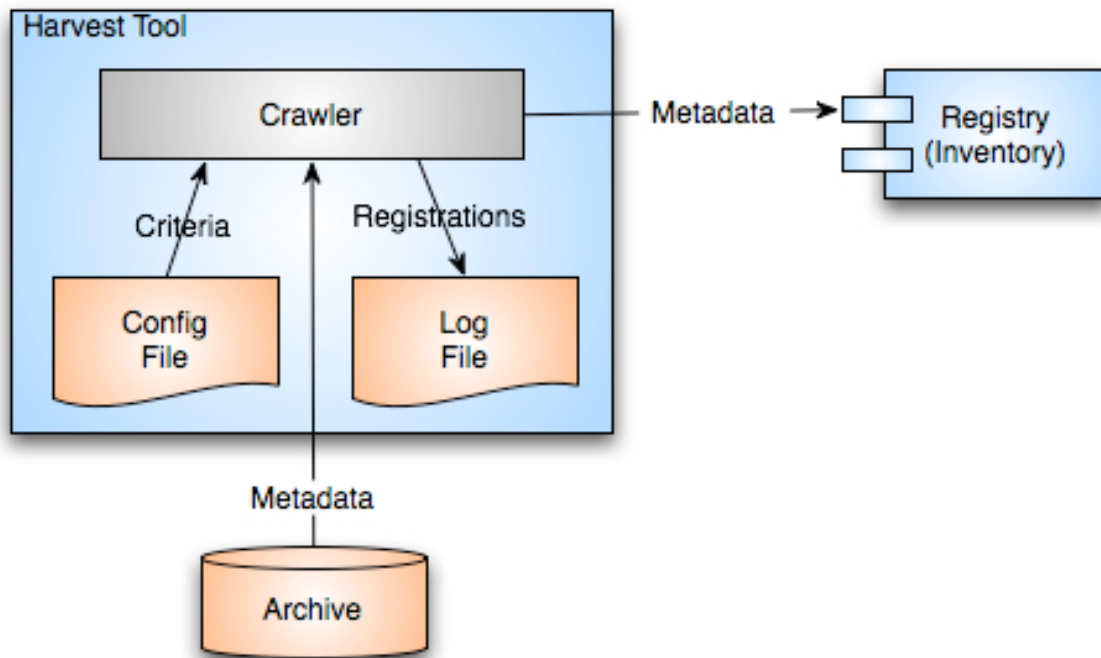 Harvest Tool
Crawler
Metadata
Registry
(Inventory)
Criteria
Registrations
Config
File
Log
File
Metadata
Archive